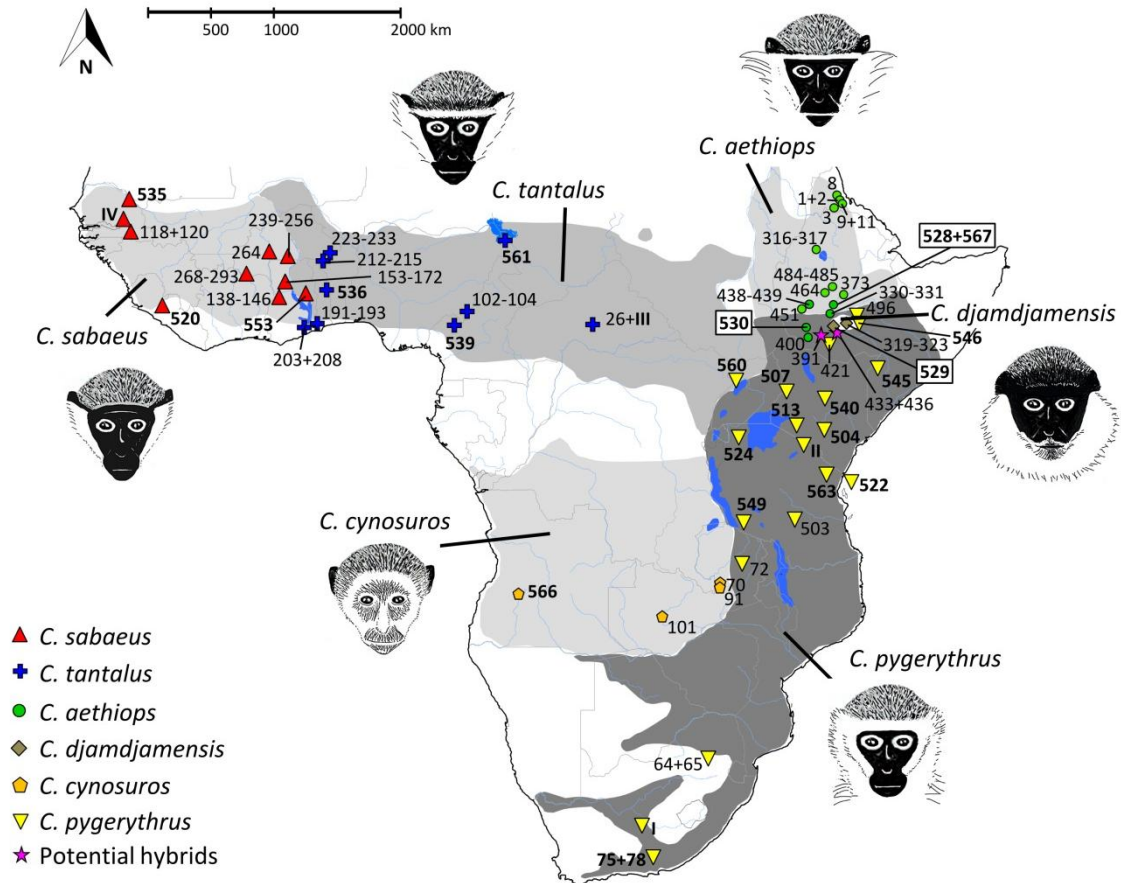 500 1000 2000 km
N
C. aethiops
C. tantalus
535
IV
118+120
239-256
264
223-233
212-215
268-293
153-172
138-146
536
553
191-193
203+208
520
C. sabaeus
561
102-104
539
26+III
8
1+2
3
9+11
316-317
528+567
484-485
464
373
438-439
330-331
451
496
C. djamdjamensis
530
546
400
319-323
391
421
529
545
433+436
560
507
540
513
504
524
II
563
522
549
503
C. cynosuros
72
70
91
566
101
C. pygerythrus
64+65
I
75+78
C. sabaeus
C. tantalus
C. aethiops
C. djamdjamensis
C. cynosuros
C. pygerythrus
Potential hybrids